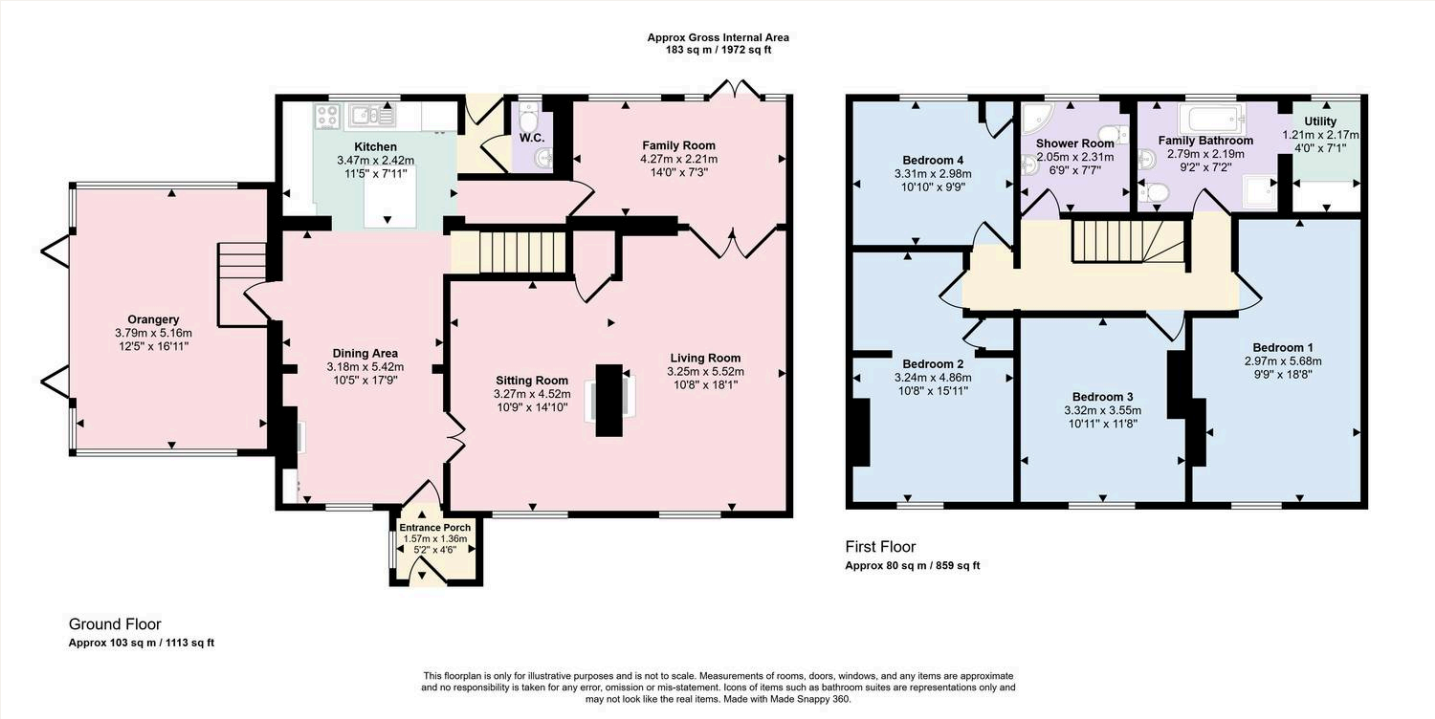 Approx Gross Internal Area
183 sq m / 1972 sq ft
Kitchen
3.47m x 2.42m
11'5" x 7'11"
W.C.
Family Room
4.27m x 2.21m
14'0" x 7'3"
Orangery
3.79m x 5.16m
12'5" x 16'11"
Dining Area
3.18m x 5.42m
10'5" x 17'9"
Sitting Room
3.27m x 4.52m
10'9" x 14'10"
Living Room
3.25m x 5.52m
10'8" x 18'1"
Entrance Porch
1.57m x 1.36m
5'2" x 4'6"
Ground Floor
Approx 103 sq m / 1113 sq ft
Bedroom 4
3.31m x 2.98m
10'10" x 9'9"
Shower Room
2.05m x 2.31m
6'9" x 7'7"
Family Bathroom
2.79m x 2.19m
9'2" x 7'2"
Utility
1.21m x 2.17m
4'0" x 7'1"
Bedroom 2
3.24m x 4.86m
10'8" x 15'11"
Bedroom 3
3.32m x 3.55m
10'11" x 11'8"
Bedroom 1
2.97m x 5.68m
9'9" x 18'8"
First Floor
Approx 80 sq m / 859 sq ft
This floorplan is only for illustrative purposes and is not to scale. Measurements of rooms, doors, windows, and any items are approximate
and no responsibility is taken for any error, omission or mis-statement. Icons of items such as bathroom suites are representations only and
may not look like the real items. Made with Made Snappy 360.